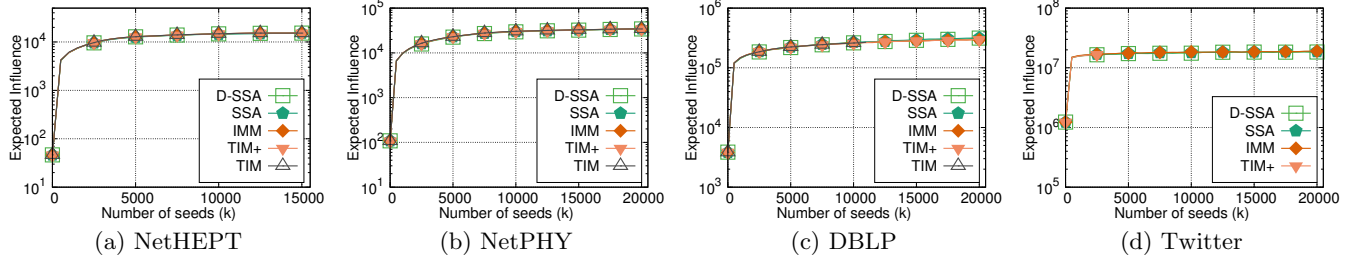 Expected Influence
10^1
10^2
10^3
10^4
D-SSA
SSA
IMM
TIM+
TIM
0
5000
10000
15000
Number of seeds (k)
(a) NetHEPT
Expected Influence
10^1
10^2
10^3
10^4
10^5
D-SSA
SSA
IMM
TIM+
TIM
0
5000
10000
15000
20000
Number of seeds (k)
(b) NetPHY
Expected Influence
10^3
10^4
10^5
10^6
D-SSA
SSA
IMM
TIM+
TIM
0
5000
10000
15000
20000
Number of seeds (k)
(c) DBLP
Expected Influence
10^5
10^6
10^7
10^8
D-SSA
SSA
IMM
TIM+
0
5000
10000
15000
20000
Number of seeds (k)
(d) Twitter